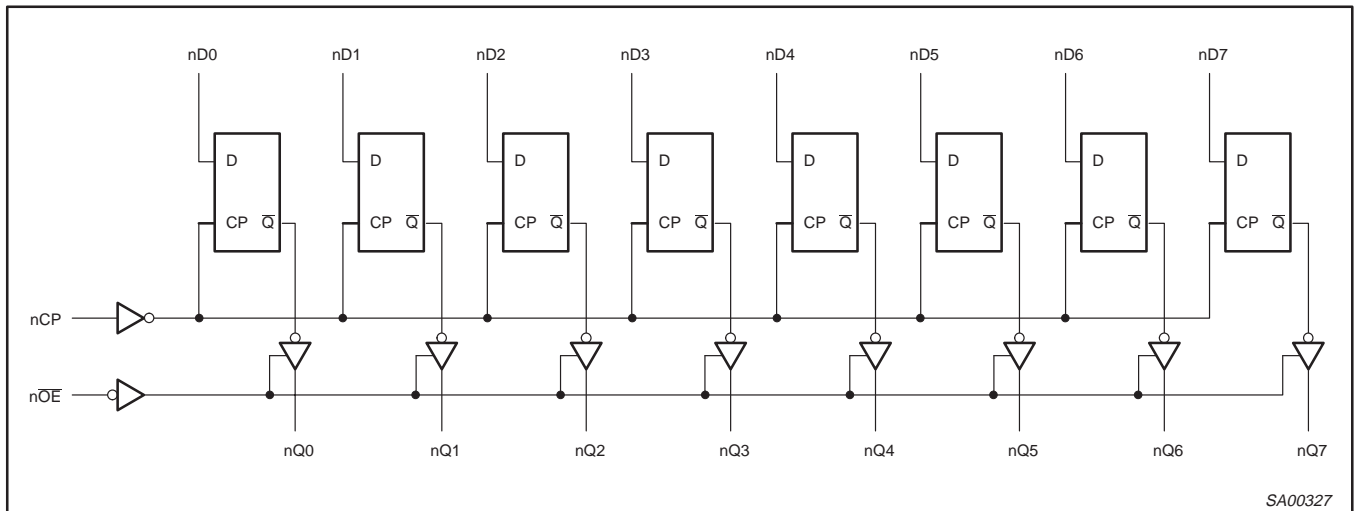 nD0 nD1 nD2 nD3 nD4 nD5 nD6 nD7
D D D D D D D D
CP Q̅ CP Q̅ CP Q̅ CP Q̅ CP Q̅ CP Q̅ CP Q̅ CP Q̅
nCP
nO̅E̅
nQ0 nQ1 nQ2 nQ3 nQ4 nQ5 nQ6 nQ7
SA00327